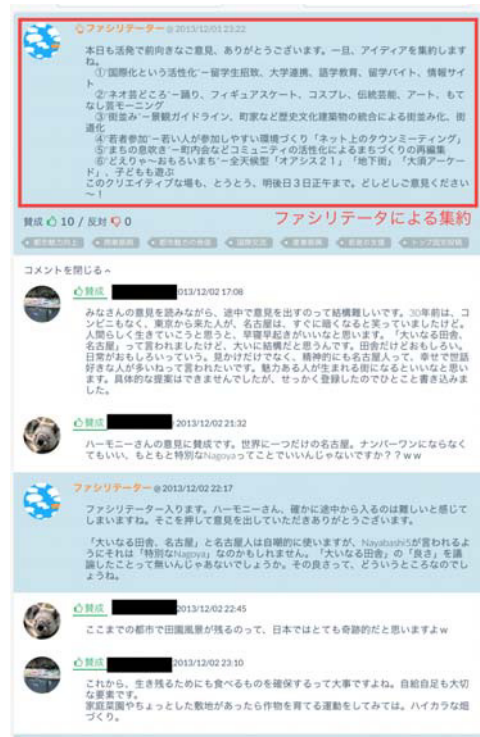 ファシリテーター @ 2013/12/01 23:22
本日も活発で前向きなご意見、ありがとうございます。一旦、アイディアを集約します
ね。
①"国際化という活性化"－留学生招致、大学連携、語学教育、留学バイト、情報サイ
ト
②"ネオ芸どころ"－踊り、フィギュアスケート、コスプレ、伝統芸能、アート、もて
なし芸モーニング
③"街並み"－景観ガイドライン、町家など歴史文化建築物の統合による街並み化、街
道化
④"若者参加"－若い人が参加しやすい環境づくり「ネット上のタウンミーティング」
⑤"まちの息吹き"－町内会などコミュニティの活性化によるまちづくりの再編集
⑥"どえりゃ～おもろいまち"－全天候型「オアシス２１」「地下街」「大須アーケー
ド」、子どもも遊ぶ
このクリエイティブな場も、とうとう、明後日３日正午まで。どしどしご意見ください
～！
賛成 10 / 反対 0
ファシリテータによる集約
都市魅力向上 国際交流
コメントを閉じる
賛成 2013/12/02 17:08
みなさんの意見を読みながら、途中で意見を出すのって結構難しいです。30年前は、コ
ンビニもなく、東京から来た人が、名古屋は、すぐに暗くなると笑っていましたけど。
人間らしく生きていこうと思うと、早寝早起きがいいなと思います。「大いなる田舎、
名古屋」って言われましたけど、大いに結構だと思うんです。田舎だけどおもしろい。
日常がおもしろいっていう。見かけだけでなく、精神的にも名古屋人って、幸せで世話
好きな人が多いねって言われたいです。魅力ある人が生まれる街になるといいなと思い
ます。具体的な提案はできませんでしたが、せっかく登録したのでひとこと書き込みま
した。
賛成 2013/12/02 21:32
ハーモニーさんの意見に賛成です。世界に一つだけの名古屋。ナンバーワンにならなく
てもいい、もともと特別なNagoyaってことでいいんじゃないですか？？ｗｗ
ファシリテーター @ 2013/12/02 22:17
ファシリテーター入ります。ハーモニーさん、確かに途中から入るのは難しいと感じて
しまいますね。そこを押して意見を出していただきありがとうございます。
「大いなる田舎、名古屋」と名古屋人は自嘲的に使いますが、Nayabashi5が言われるよ
うにそれは「特別なNagoya」なのかもしれません。「大いなる田舎」の「良さ」を議
論したことって無いんじゃあないでしょうか。その良さって、どういうところなのでし
ょうね。
賛成 2013/12/02 22:45
ここまでの都市で田園風景が残るのって、日本ではとても奇跡的だと思いますよｗ
賛成 2013/12/02 23:10
これから、生き残るためにも食べるものを確保するって大事ですよね。自給自足も大切
な要素です。
家庭菜園やちょっとした敷地があったら作物を育てる運動をしてみては。ハイカラな畑
づくり。